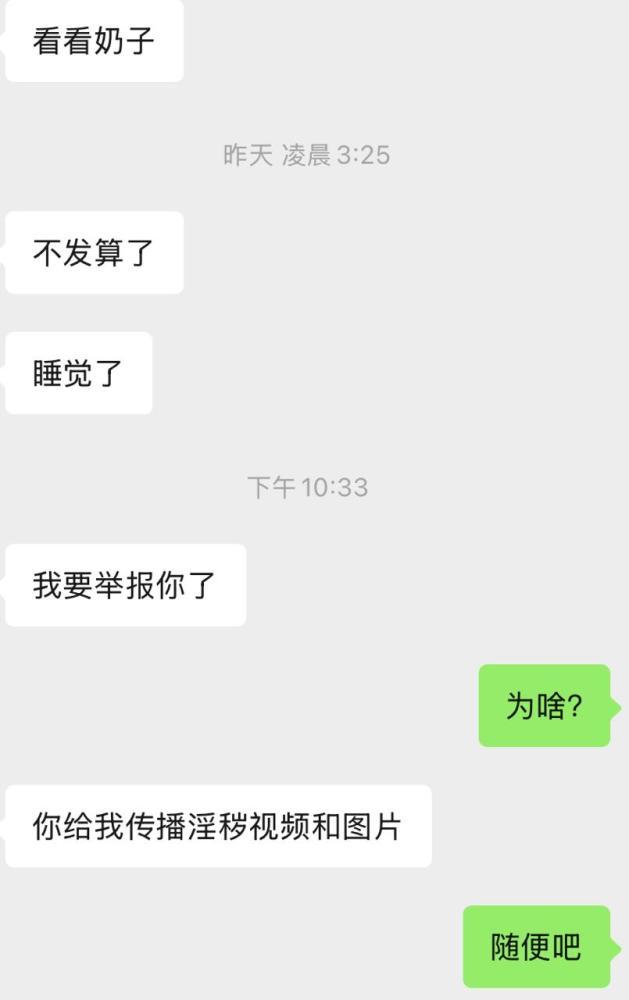 看看奶子
昨天 凌晨 3:25
不发算了
睡觉了
下午 10:33
我要举报你了
为啥?
你给我传播淫秽视频和图片
随便吧